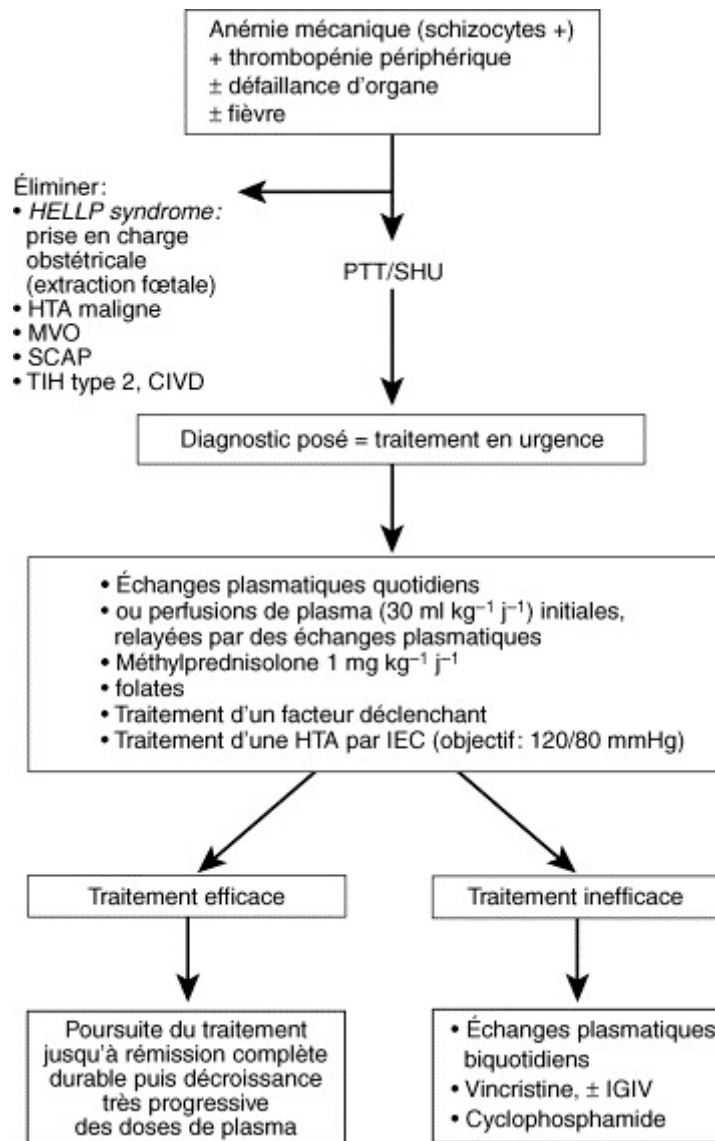 Anémie mécanique (schizocytes +)
+ thrombopénie périphérique
± défaillance d'organe
± fièvre
Éliminer:
• HELLP syndrome:
prise en charge
obstétricale
(extraction fœtale)
• HTA maligne
• MVO
• SCAP
• TIH type 2, CIVD
PTT/SHU
Diagnostic posé = traitement en urgence
• Échanges plasmatiques quotidiens
• ou perfusions de plasma (30 ml kg⁻¹ j⁻¹) initiales,
relayées par des échanges plasmatiques
• Méthylprednisolone 1 mg kg⁻¹ j⁻¹
• folates
• Traitement d'un facteur déclenchant
• Traitement d'une HTA par IEC (objectif: 120/80 mmHg)
Traitement efficace
Traitement inefficace
Poursuite du traitement
jusqu'à rémission complète
durable puis décroissance
très progressive
des doses de plasma
• Échanges plasmatiques
biquotidiens
• Vincristine, ± IGIV
• Cyclophosphamide